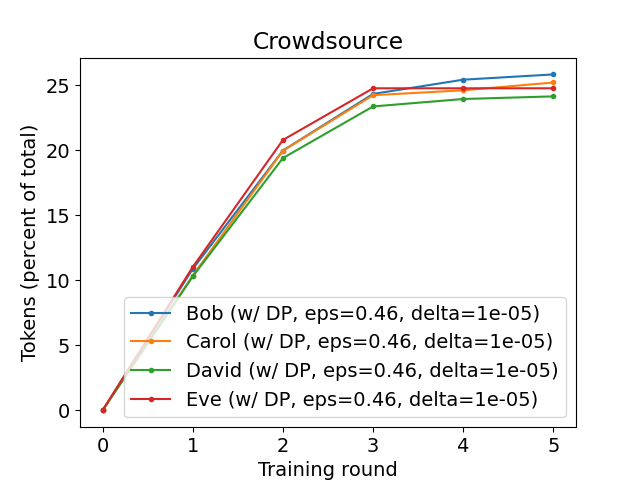 Crowdsource
Tokens (percent of total)
25
20
15
10
5
0
Bob (w/ DP, eps=0.46, delta=1e-05)
Carol (w/ DP, eps=0.46, delta=1e-05)
David (w/ DP, eps=0.46, delta=1e-05)
Eve (w/ DP, eps=0.46, delta=1e-05)
0 1 2 3 4 5
Training round